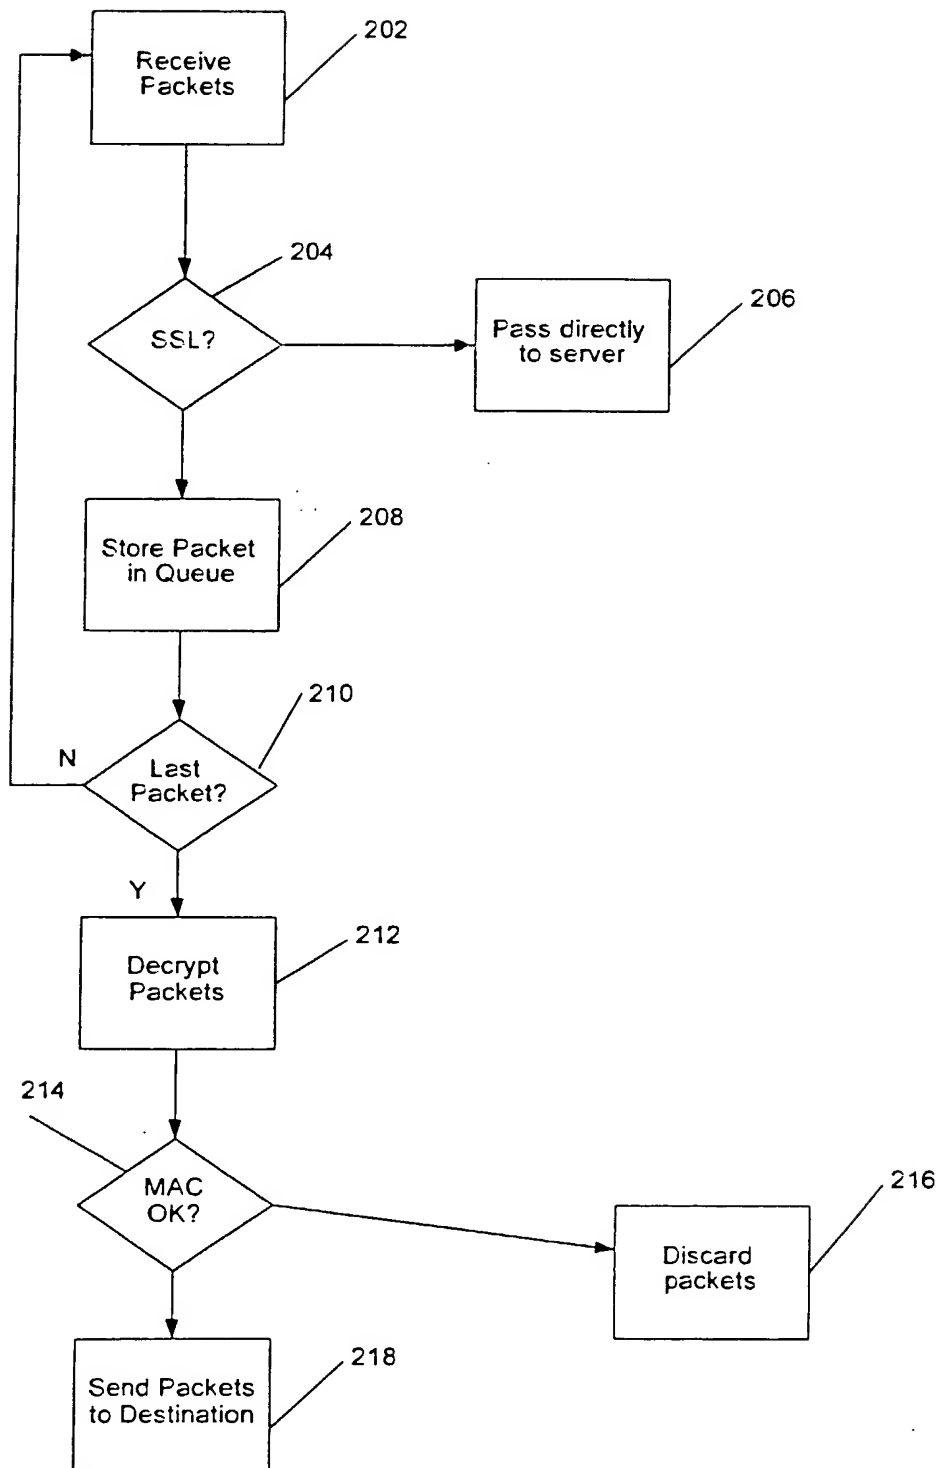 202
Receive
Packets
204
SSL?
206
Pass directly
to server
208
Store Packet
in Queue
210
N
Last
Packet?
Y
212
Decrypt
Packets
214
MAC
OK?
216
Discard
packets
218
Send Packets
to Destination